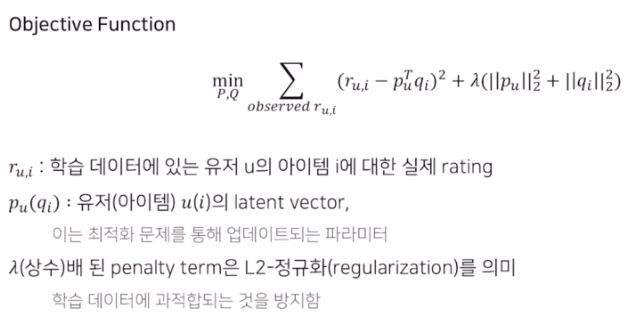 Objective Function
min P,Q ∑ observed r_{u,i} (r_{u,i} − p_u^T q_i)^2 + λ(||p_u||_2^2 + ||q_i||_2^2)
r_{u,i} : 학습 데이터에 있는 유저 u의 아이템 i에 대한 실제 rating
p_u(q_i) : 유저(아이템) u(i)의 latent vector,
이는 최적화 문제를 통해 업데이트되는 파라미터
λ(상수)배 된 penalty term은 L2-정규화(regularization)를 의미
학습 데이터에 과적합되는 것을 방지함